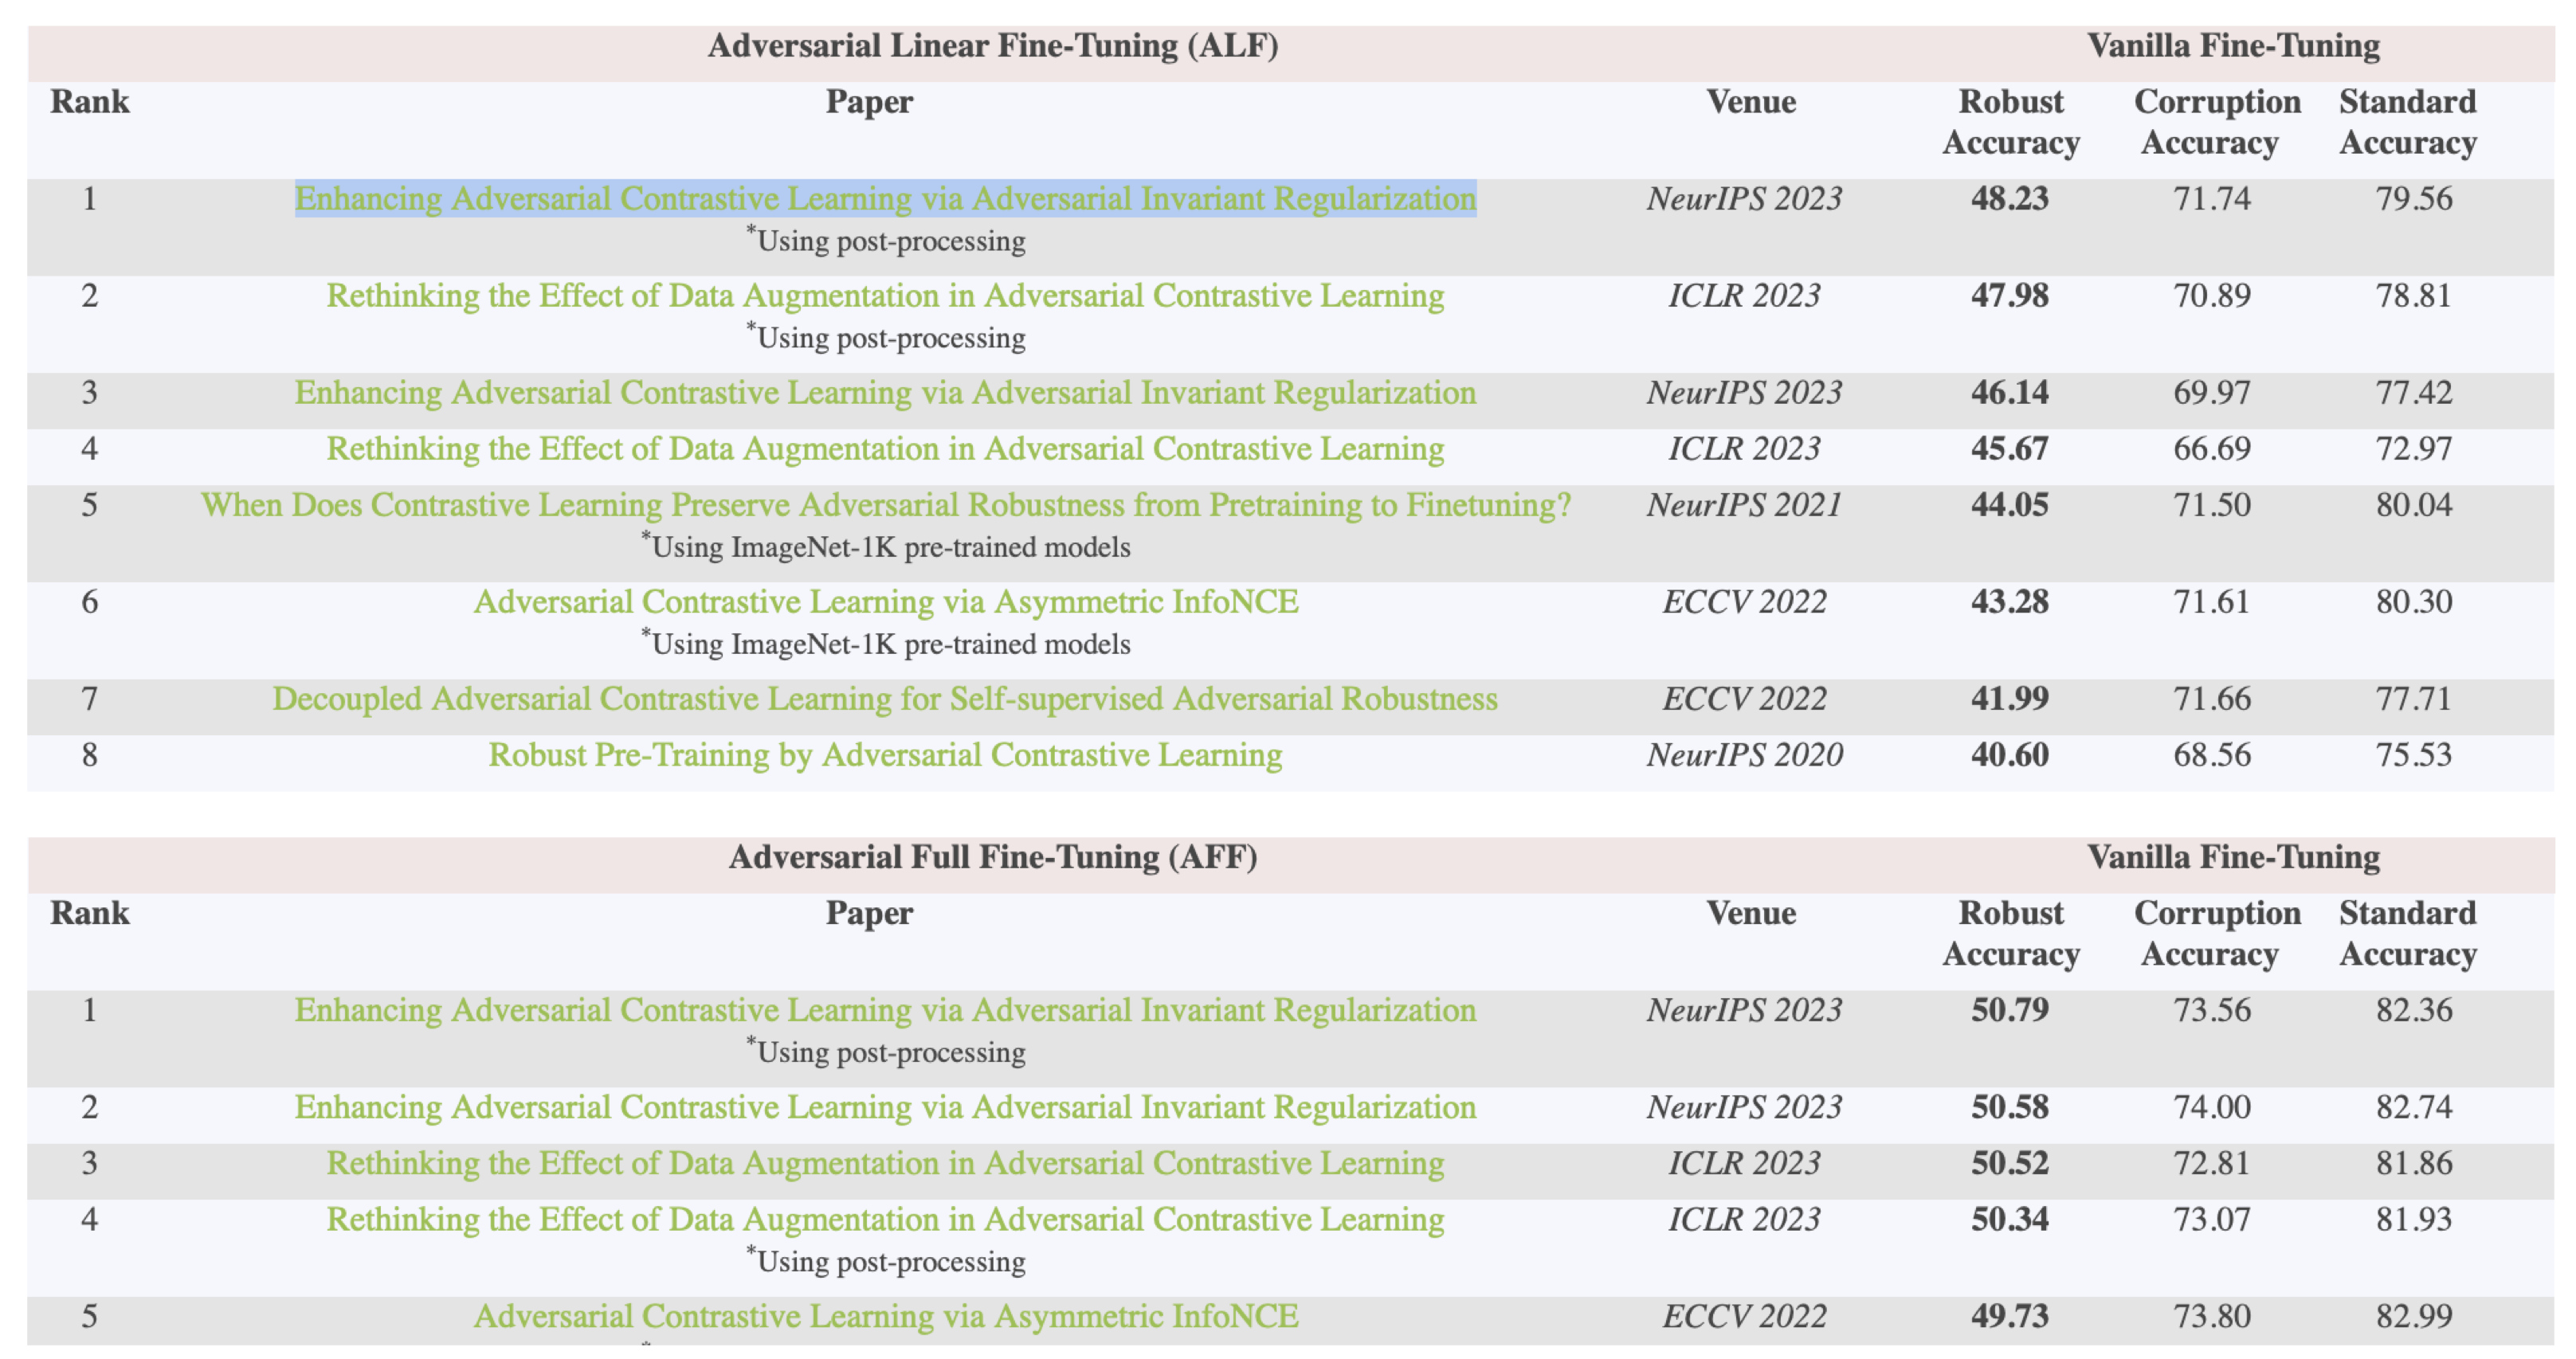 Adversarial Linear Fine-Tuning (ALF) Vanilla Fine-Tuning
Rank Paper Venue Robust Accuracy Corruption Accuracy Standard Accuracy
1 Enhancing Adversarial Contrastive Learning via Adversarial Invariant Regularization NeurIPS 2023 48.23 71.74 79.56
*Using post-processing
2 Rethinking the Effect of Data Augmentation in Adversarial Contrastive Learning ICLR 2023 47.98 70.89 78.81
*Using post-processing
3 Enhancing Adversarial Contrastive Learning via Adversarial Invariant Regularization NeurIPS 2023 46.14 69.97 77.42
4 Rethinking the Effect of Data Augmentation in Adversarial Contrastive Learning ICLR 2023 45.67 66.69 72.97
5 When Does Contrastive Learning Preserve Adversarial Robustness from Pretraining to Finetuning? NeurIPS 2021 44.05 71.50 80.04
*Using ImageNet-1K pre-trained models
6 Adversarial Contrastive Learning via Asymmetric InfoNCE ECCV 2022 43.28 71.61 80.30
*Using ImageNet-1K pre-trained models
7 Decoupled Adversarial Contrastive Learning for Self-supervised Adversarial Robustness ECCV 2022 41.99 71.66 77.71
8 Robust Pre-Training by Adversarial Contrastive Learning NeurIPS 2020 40.60 68.56 75.53
Adversarial Full Fine-Tuning (AFF) Vanilla Fine-Tuning
Rank Paper Venue Robust Accuracy Corruption Accuracy Standard Accuracy
1 Enhancing Adversarial Contrastive Learning via Adversarial Invariant Regularization NeurIPS 2023 50.79 73.56 82.36
*Using post-processing
2 Enhancing Adversarial Contrastive Learning via Adversarial Invariant Regularization NeurIPS 2023 50.58 74.00 82.74
3 Rethinking the Effect of Data Augmentation in Adversarial Contrastive Learning ICLR 2023 50.52 72.81 81.86
4 Rethinking the Effect of Data Augmentation in Adversarial Contrastive Learning ICLR 2023 50.34 73.07 81.93
*Using post-processing
5 Adversarial Contrastive Learning via Asymmetric InfoNCE ECCV 2022 49.73 73.80 82.99